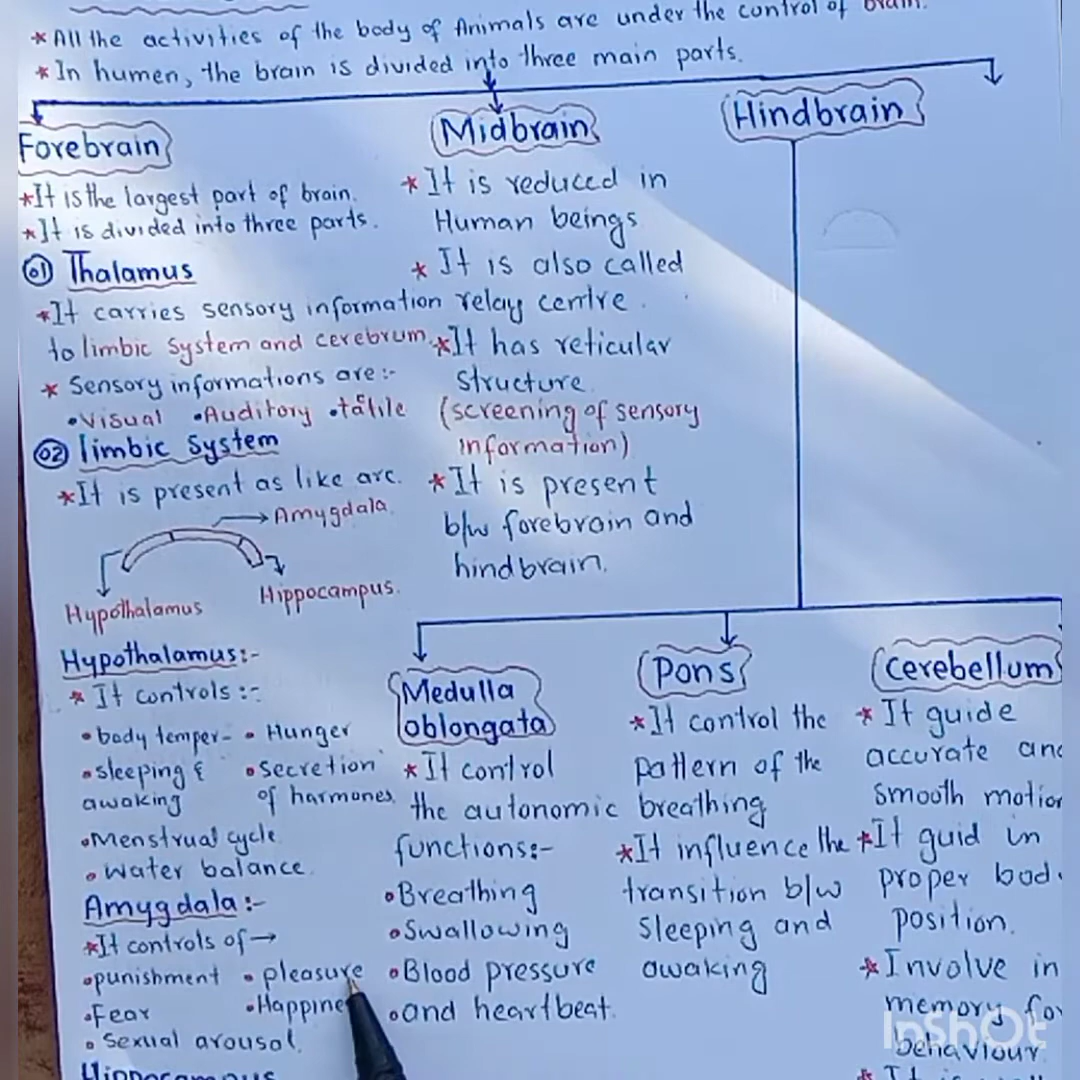 * All the activities of the body of Animals are under the control of Brain.
* In humen, the brain is divided into three main parts.
Forebrain
* It is the largest part of brain.
* It is divided into three parts.
01 Thalamus
* It carries sensory information
to limbic system and cerebrum.
* Sensory informations are:-
• Visual • Auditory • tactile
02 limbic System
* It is present as like arc.
Amygdala
Hypothalamus
Hippocampus.
Hypothalamus:-
* It controls:-
• body temper- • Hunger
• sleeping & • secretion
awaking of harmones.
• Menstrual cycle
• Water balance.
Amygdala:-
* It controls of →
• punishment • pleasure
• Fear • Happine
• Sexual arousal.
Hippocampus
Midbrain
* It is reduced in
Human beings
* It is also called
relay centre.
* It has reticular
structure.
(screening of sensory
information)
* It is present
b/w forebrain and
hindbrain.
Hindbrain
Medulla
oblongata
* It control
the autonomic
functions:-
• Breathing
• Swallowing
• Blood pressure
• and heartbeat.
Pons
* It control the
pattern of the
breathing
* It influence the
transition b/w
sleeping and
awaking
Cerebellum
* It guide
accurate and
smooth motion
* It guid in
proper bod
position.
* Involve in
memory for
behaviour.
InShOt